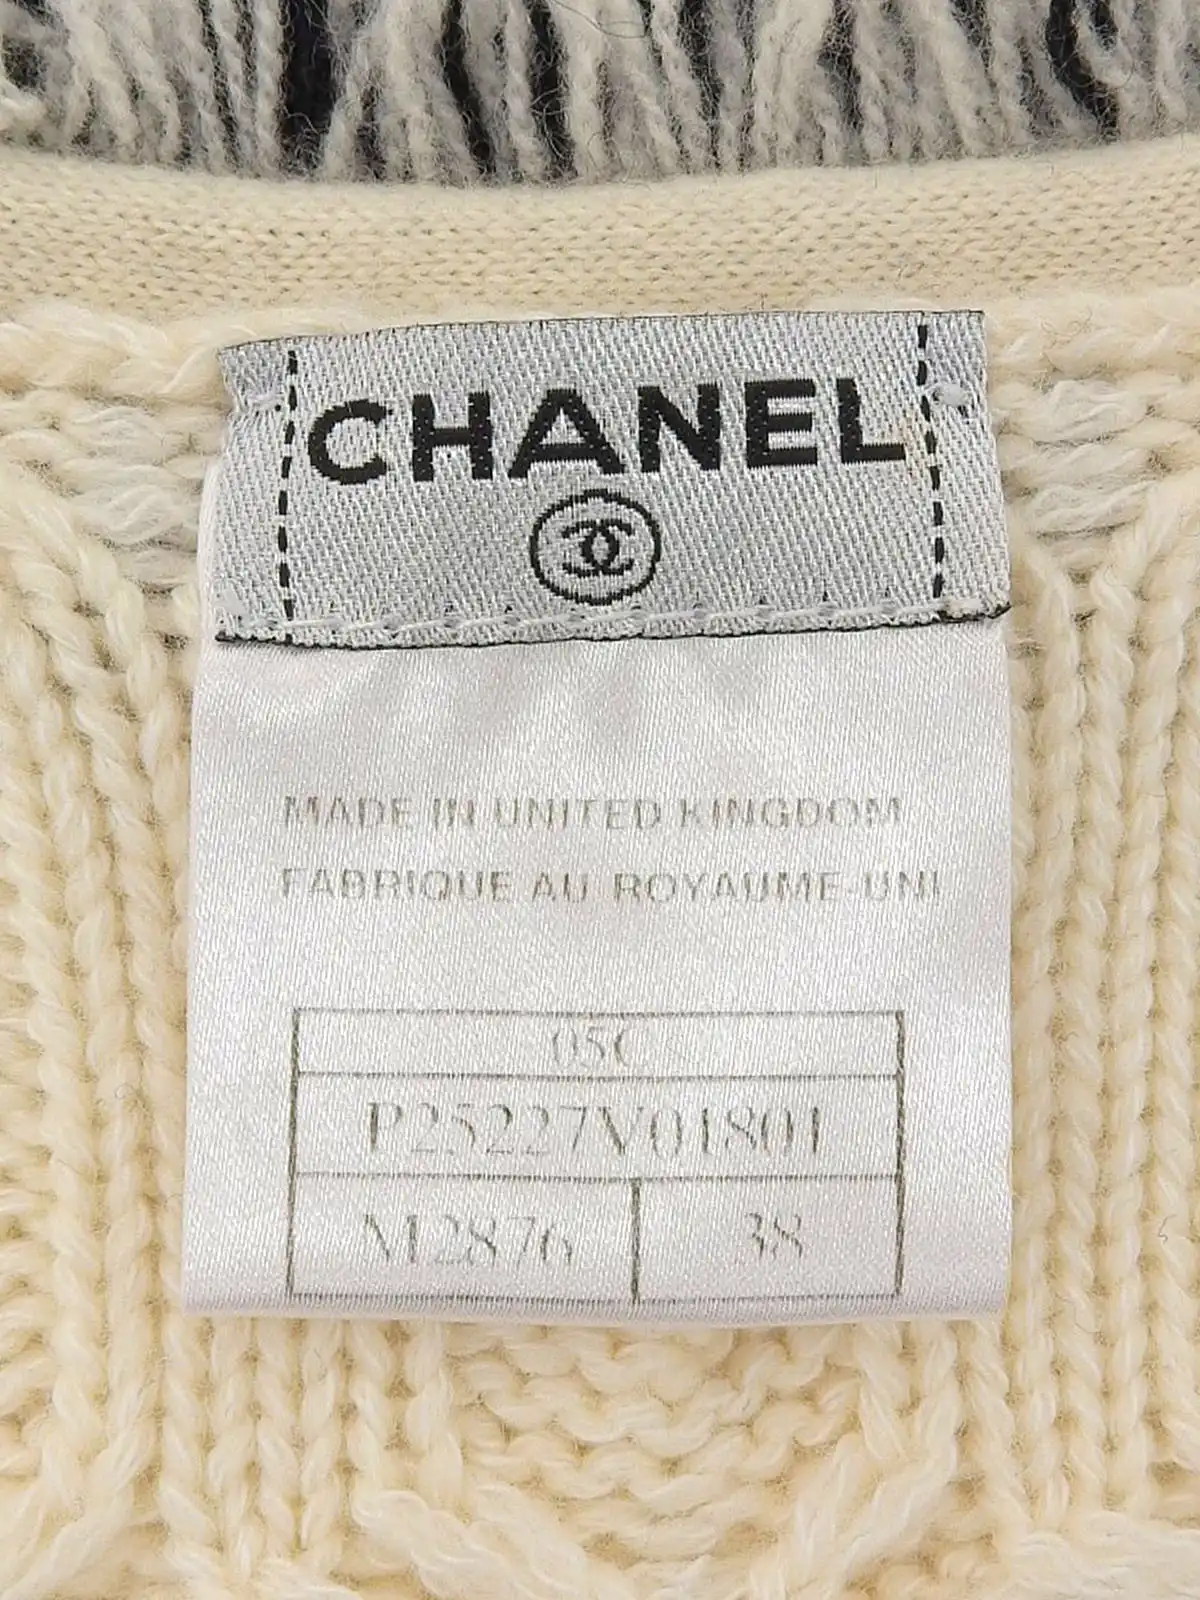 CHANEL
MADE IN UNITED KINGDOM
FABRIQUE AU ROYAUME-UNI
05C
P25227V01801
M2876
38